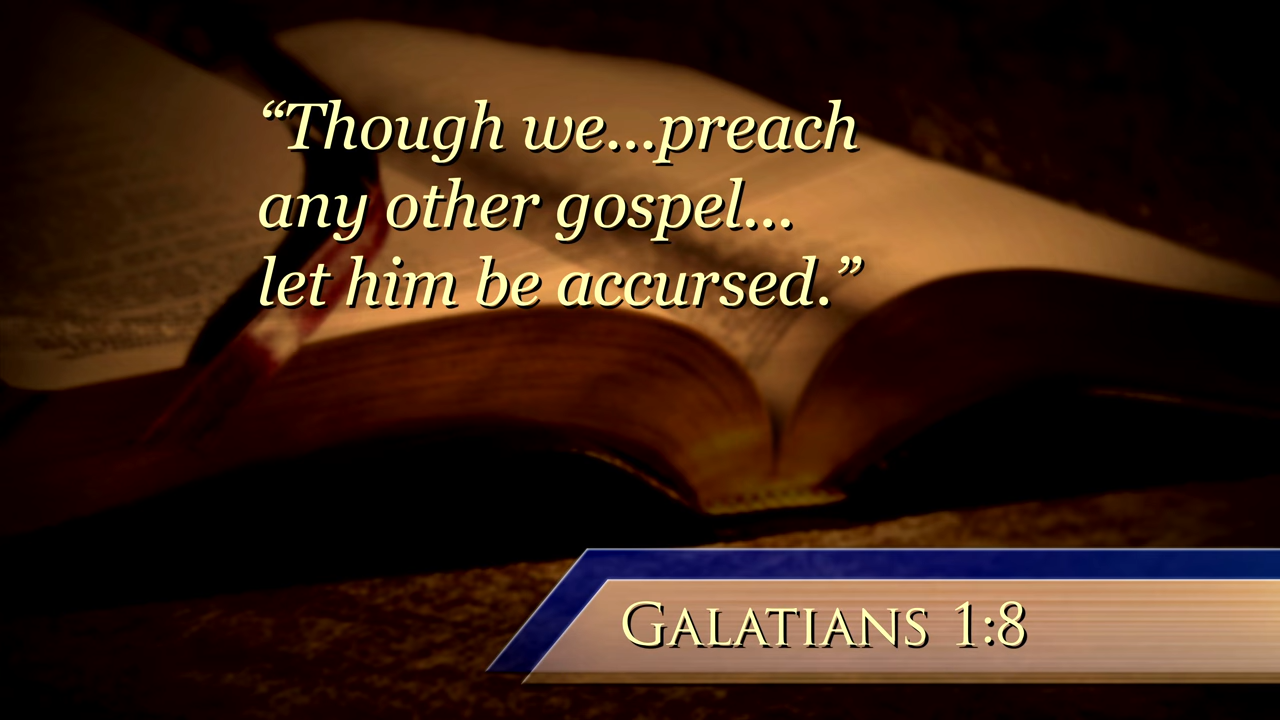 “Though we...preach
any other gospel...
let him be accursed.”
Galatians 1:8